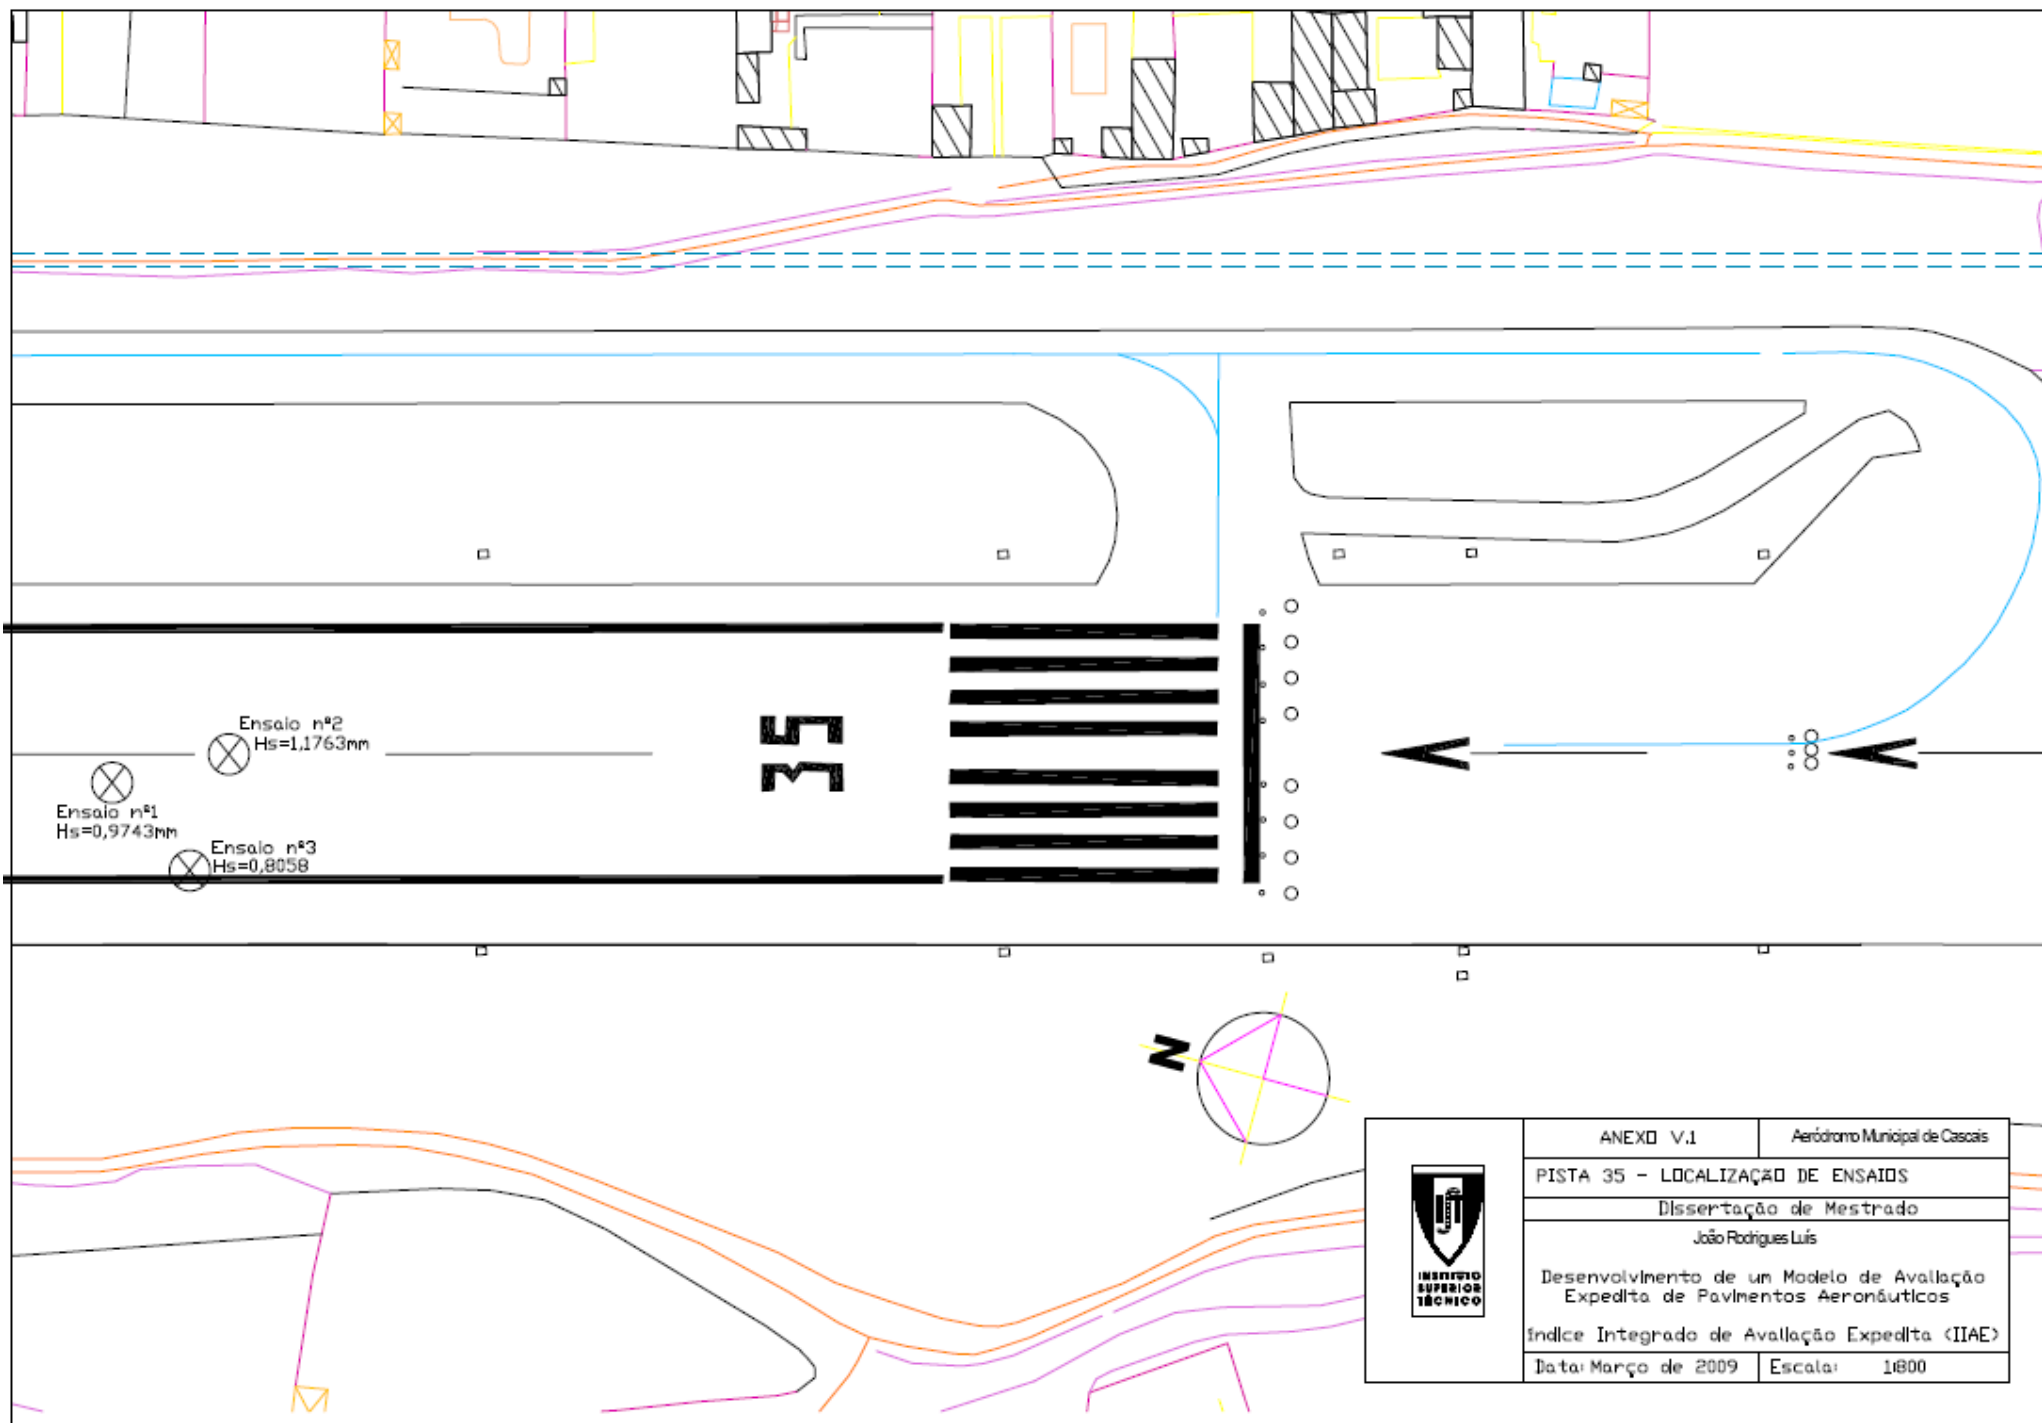 Ensaio nº2
Hs=1,1763mm
Ensaio nº1
Hs=0,9743mm
Ensaio nº3
Hs=0,8058
35
N
ANEXO V.1
Aeródromo Municipal de Cascais
PISTA 35 - LOCALIZAÇÃO DE ENSAIOS
Dissertação de Mestrado
João Rodrigues Luís
Desenvolvimento de um Modelo de Avaliação
Expedita de Pavimentos Aeronáuticos
Índice Integrado de Avaliação Expedita (IIAE)
Data: Março de 2009
Escala: 1:800
INSTITUTO
SUPERIOR
TÉCNICO